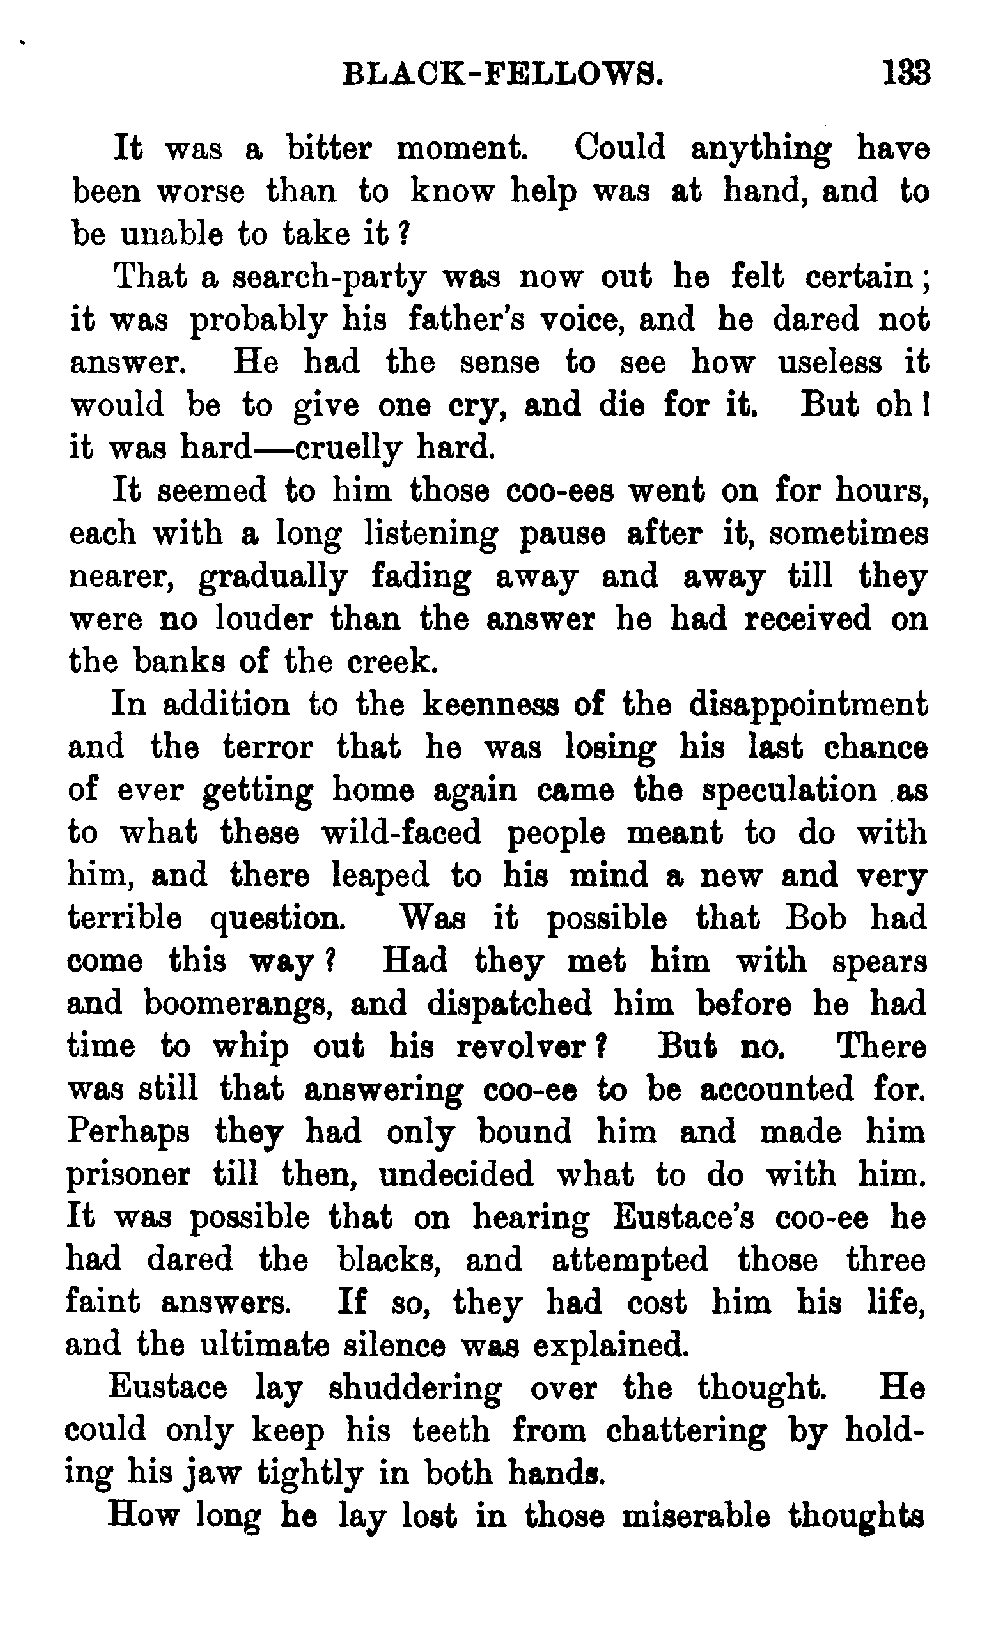 BLACK-FELLOWS. 133
It was a bitter moment. Could anything have
been worse than to know help was at hand, and to
be unable to take it?
That a search-party was now out he felt certain;
it was probably his father's voice, and he dared not
answer. He had the sense to see how useless it
would be to give one cry, and die for it. But oh!
it was hard—cruelly hard.
It seemed to him those coo-ees went on for hours,
each with a long listening pause after it, sometimes
nearer, gradually fading away and away till they
were no louder than the answer he had received on
the banks of the creek.
In addition to the keenness of the disappointment
and the terror that he was losing his last chance
of ever getting home again came the speculation as
to what these wild-faced people meant to do with
him, and there leaped to his mind a new and very
terrible question. Was it possible that Bob had
come this way? Had they met him with spears
and boomerangs, and dispatched him before he had
time to whip out his revolver? But no. There
was still that answering coo-ee to be accounted for.
Perhaps they had only bound him and made him
prisoner till then, undecided what to do with him.
It was possible that on hearing Eustace's coo-ee he
had dared the blacks, and attempted those three
faint answers. If so, they had cost him his life,
and the ultimate silence was explained.
Eustace lay shuddering over the thought. He
could only keep his teeth from chattering by hold-
ing his jaw tightly in both hands.
How long he lay lost in those miserable thoughts